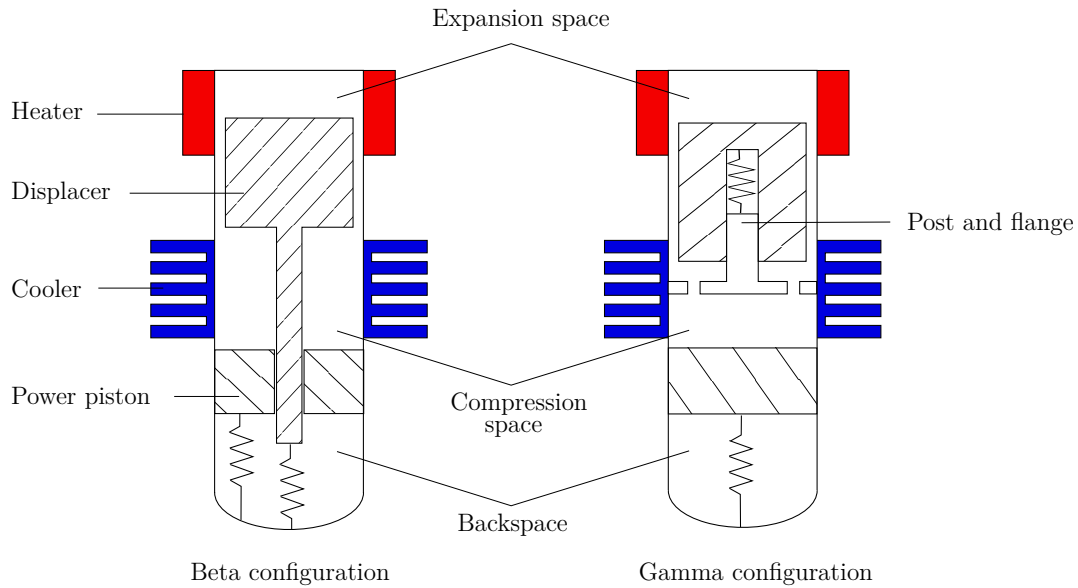 Expansion space
Heater
Displacer
Post and flange
Cooler
Power piston
Compression
space
Backspace
Beta configuration
Gamma configuration